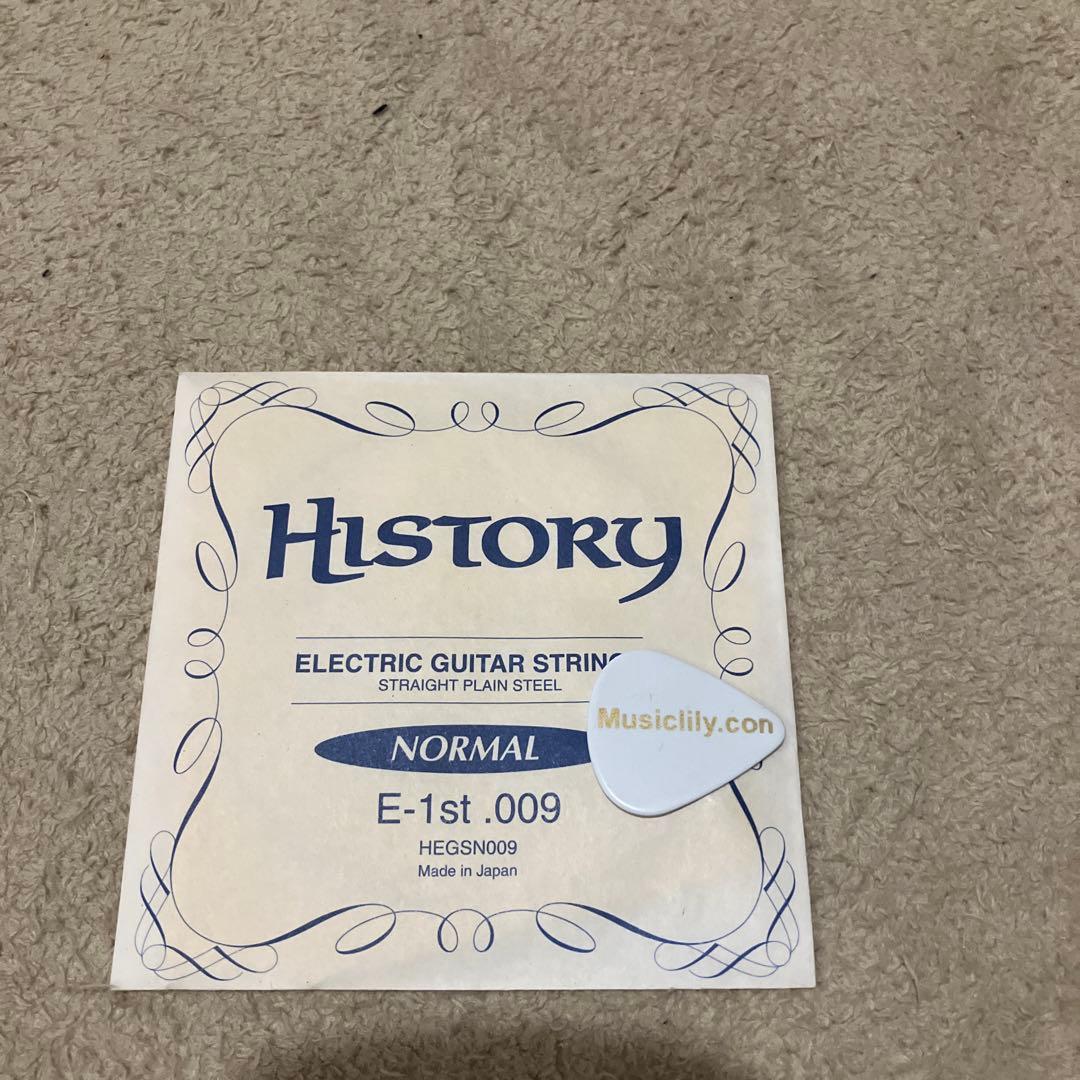 HISTORY
ELECTRIC GUITAR STRING
STRAIGHT PLAIN STEEL
Musiclily.con
NORMAL
E-1st .009
HEGSN009
Made in Japan